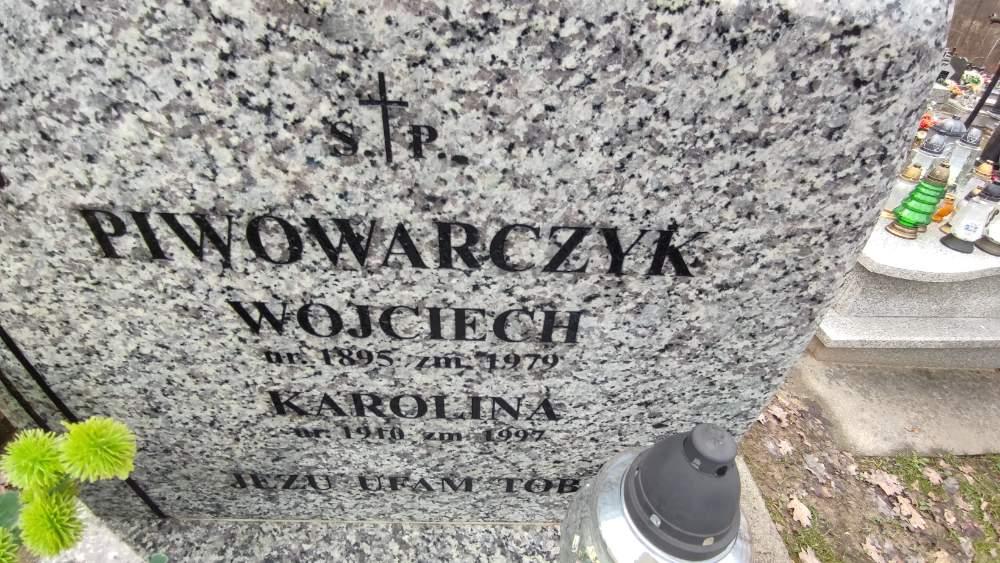 Ś. P.
PIWOWARCZYK
WOJCIECH
ur. 1895 zm. 1979
KAROLINA
ur. 1910 zm. 1997
JEZU UFAM TOB